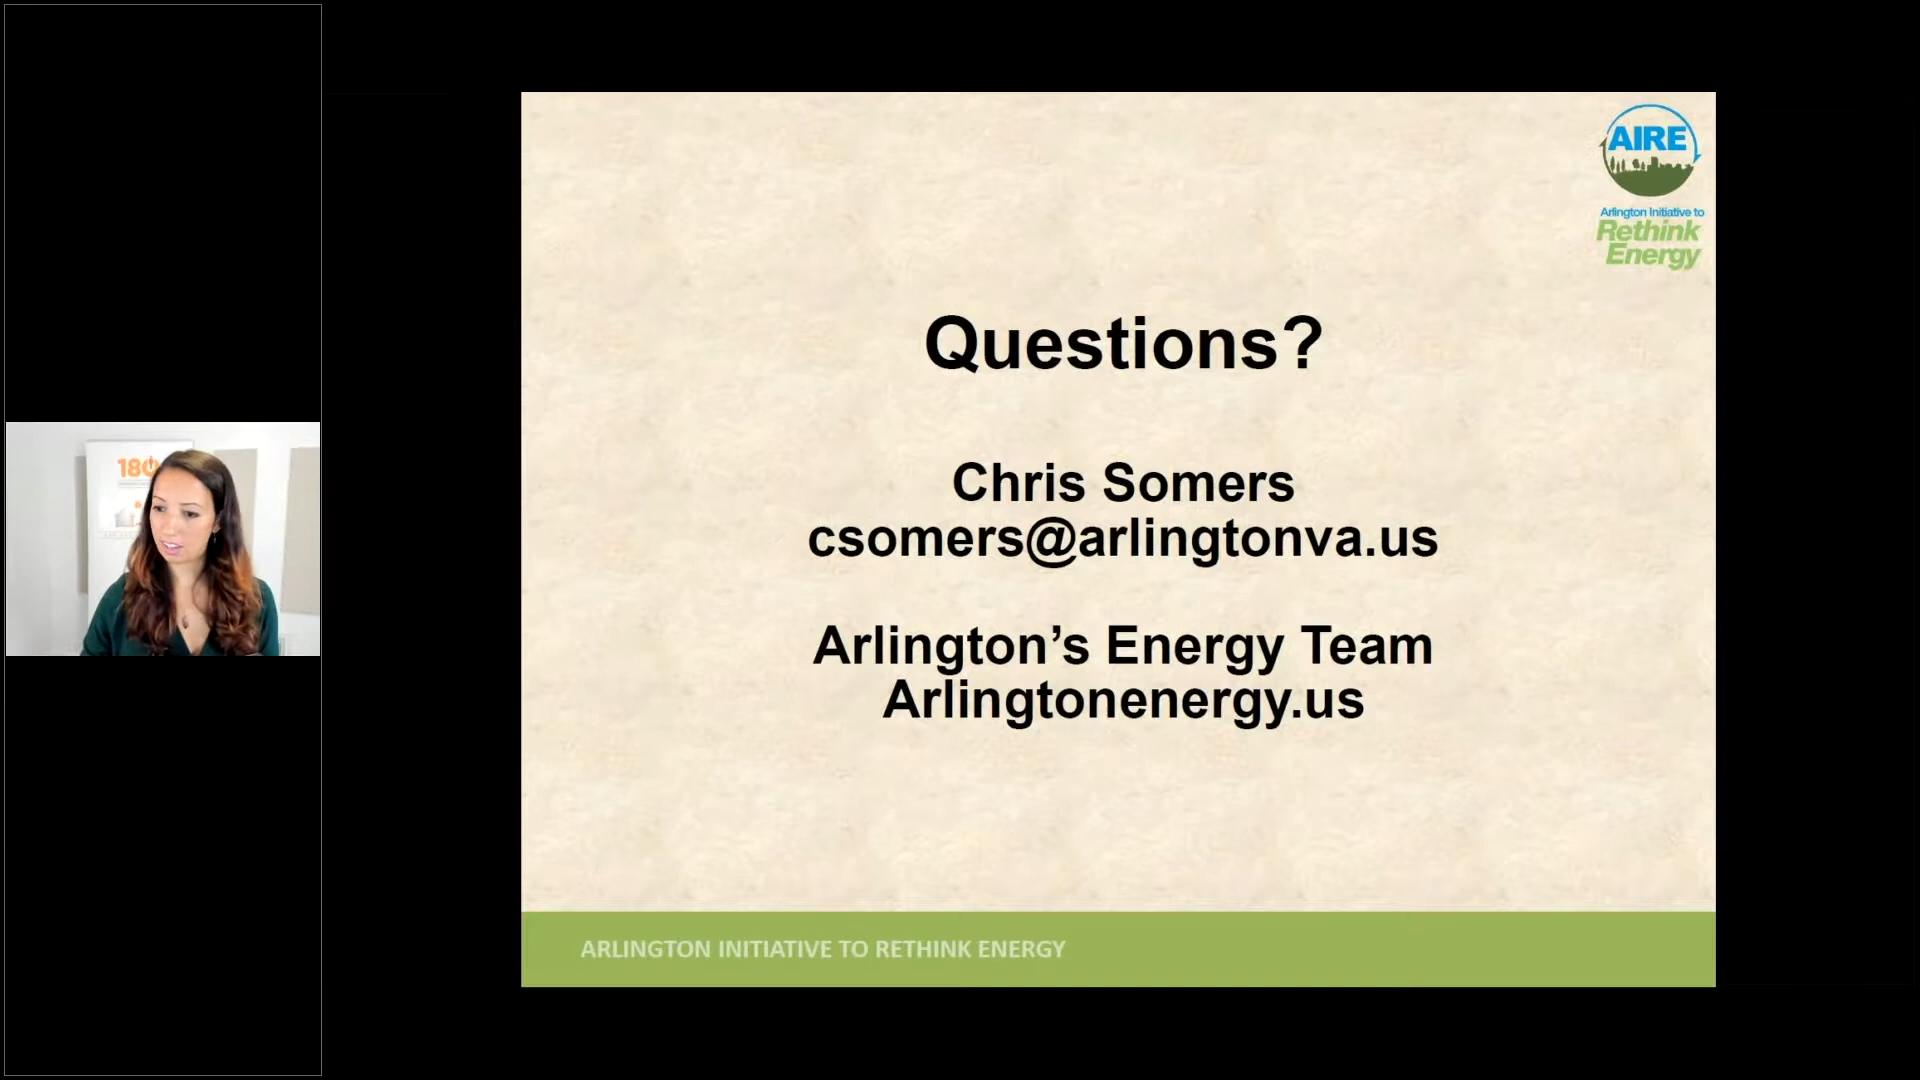 180
AIRE
Arlington Initiative to
Rethink
Energy
Questions?
Chris Somers
csomers@arlingtonva.us
Arlington’s Energy Team
Arlingtonenergy.us
ARLINGTON INITIATIVE TO RETHINK ENERGY